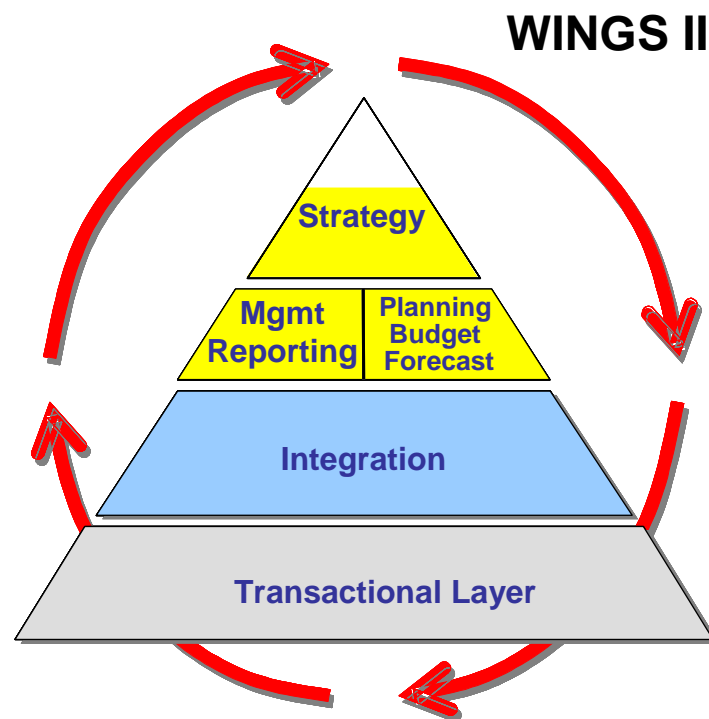 WINGS II
Strategy
Mgmt
Reporting
Planning
Budget
Forecast
Integration
Transactional Layer